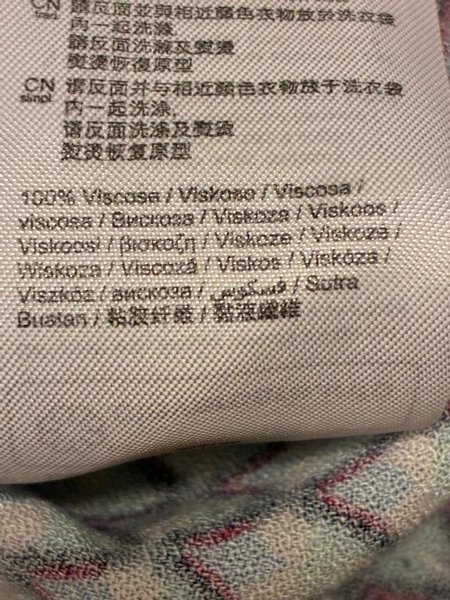 CN 請反面並與相近顏色衣物放於洗衣袋
trad. 內一起洗滌
請反面洗滌及熨燙
熨燙恢復原型
CN 请反面并与相近颜色衣物放于洗衣袋
simpl. 内一起洗涤,
请反面洗涤及熨烫
熨烫恢复原型
100% Viscose / Viskose / Viscosa /
viscosa / Вискоза / Viskoza / Viskoos /
Viskoosi / βισκοζη / Viskoze / Viskoza /
Wiskoza / Viscoză / Viskos / Viskóza /
Viszkóz / вискоза / فسكوس / Sutra
Buatan / 粘胶纤维 / 黏液纖維